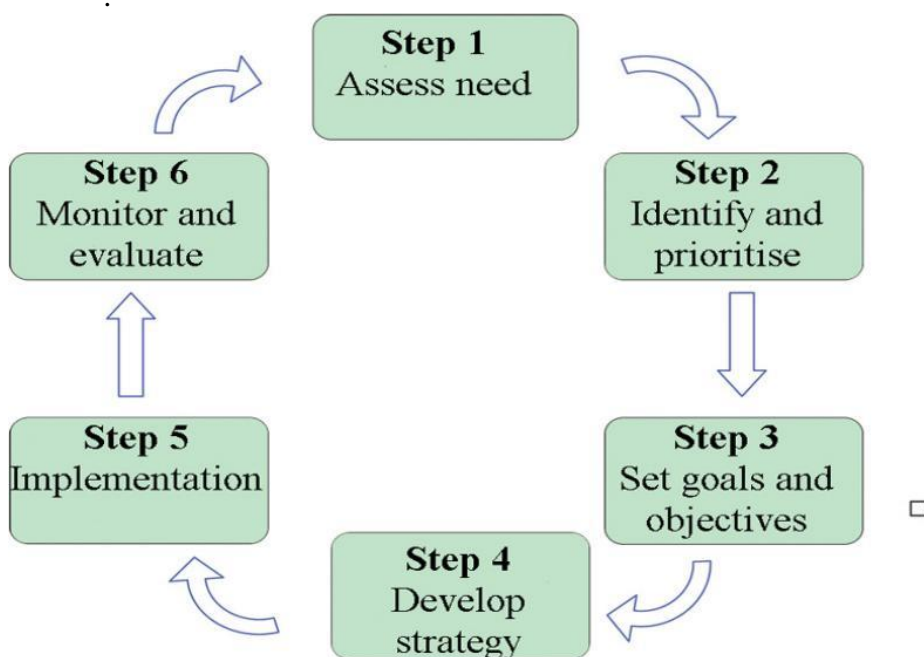 Step 1
Assess need
Step 2
Identify and
prioritise
Step 3
Set goals and
objectives
Step 4
Develop
strategy
Step 5
Implementation
Step 6
Monitor and
evaluate